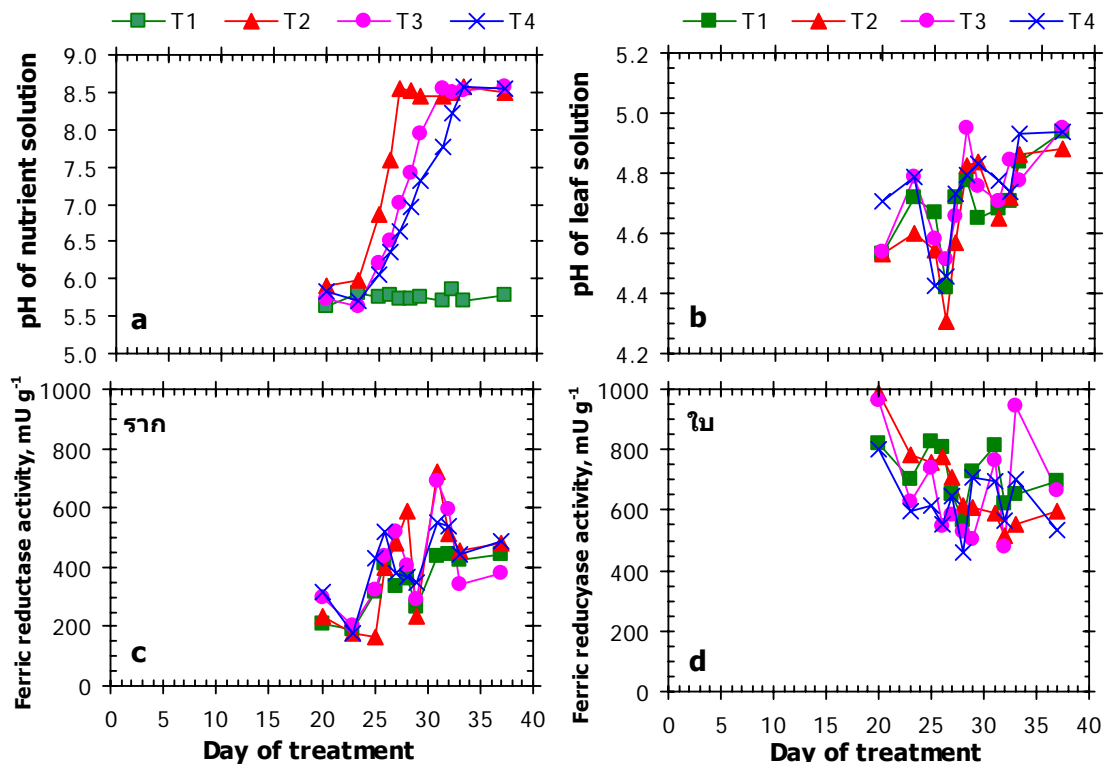 T1 T2 T3 T4
T1 T2 T3 T4
pH of nutrient solution
9.0
8.5
8.0
7.5
7.0
6.5
6.0
5.5
5.0
a
pH of leaf solution
5.2
5.0
4.8
4.6
4.4
4.2
b
Ferric reductase activity, mU g-1
1000
800
600
400
200
0
ราก
c
0 5 10 15 20 25 30 35 40
Day of treatment
Ferric reducyase activity, mU g-1
1000
800
600
400
200
0
ใบ
d
0 5 10 15 20 25 30 35 40
Day of treatment